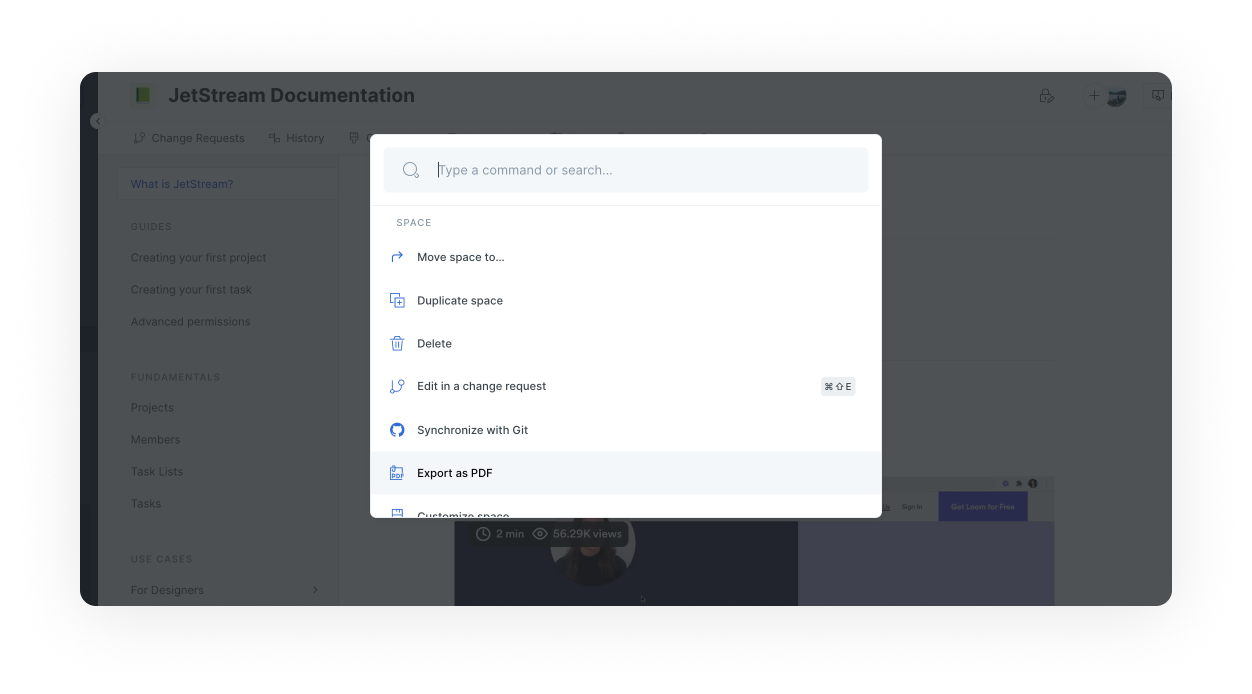 JetStream Documentation
Change Requests
History
Type a command or search...
What is JetStream?
GUIDES
Creating your first project
Creating your first task
Advanced permissions
FUNDAMENTALS
Projects
Members
Task Lists
Tasks
USE CASES
For Designers
SPACE
Move space to...
Duplicate space
Delete
Edit in a change request
⌘⇧E
Synchronize with Git
Export as PDF
PDF
Customize space
Sign In
Get Loom for Free
2 min
56.29K views